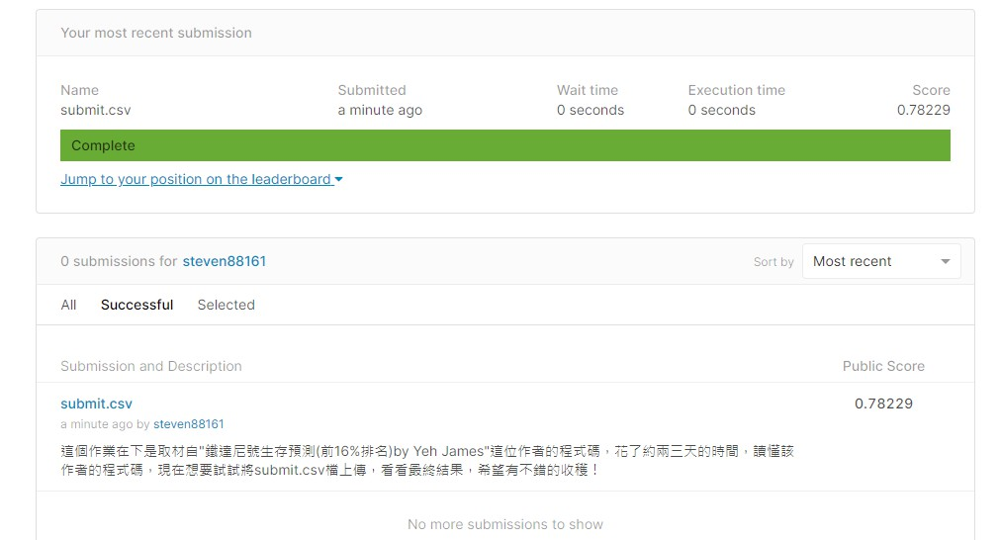 Your most recent submission
Name Submitted Wait time Execution time Score
submit.csv a minute ago 0 seconds 0 seconds 0.78229
Complete
Jump to your position on the leaderboard
0 submissions for steven88161 Sort by Most recent
All Successful Selected
Submission and Description Public Score
submit.csv 0.78229
a minute ago by steven88161
這個作業在下是取材自"鐵達尼號生存預測(前16%排名)by Yeh James"這位作者的程式碼，花了約兩三天的時間，讀懂該
作者的程式碼，現在想要試試將submit.csv檔上傳，看看最終結果，希望有不錯的收穫！
No more submissions to show